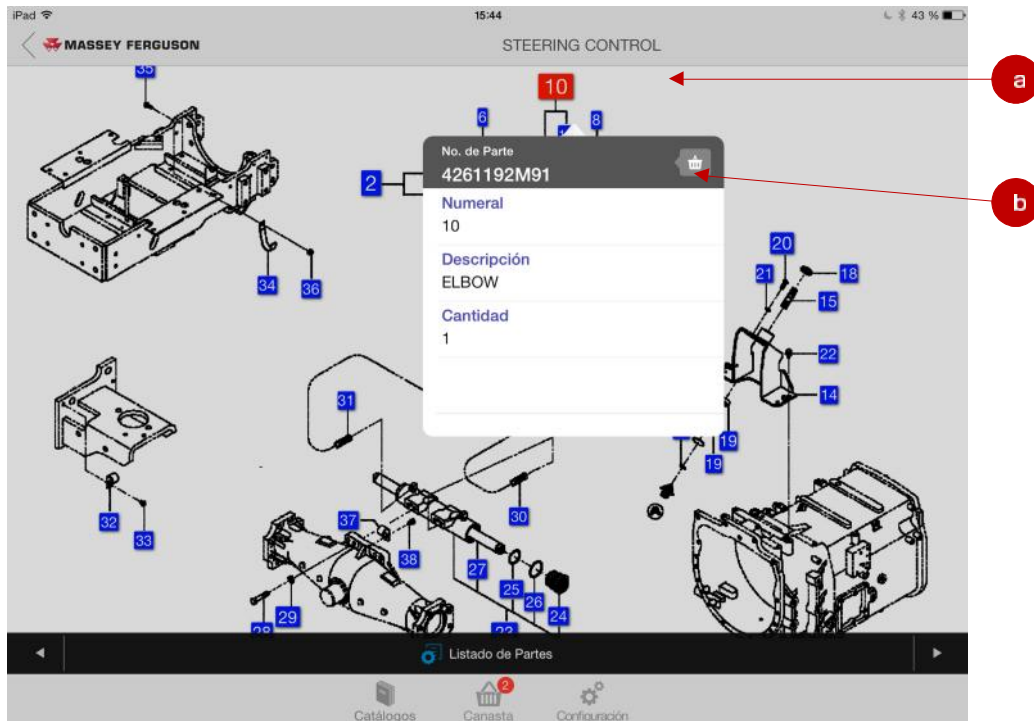 iPad 15:44 43 %
MASSEY FERGUSON STEERING CONTROL
a
35
10
6 8
2
No. de Parte
4261192M91
b
Numeral
10
Descripción
ELBOW
Cantidad
1
20
21 18
34 36 15
22
14
31
19
19
32 30
33
37
38
27
25
26
24
29
28 23
Listado de Partes
2
Catálogos Canasta Configuración